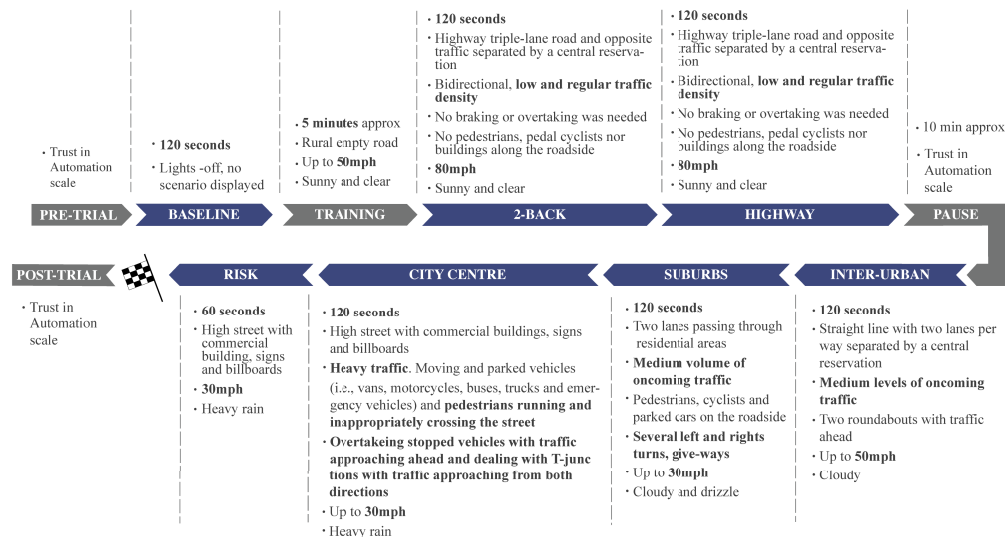 • Trust in
Automation
scale
PRE-TRIAL
• 120 seconds
• Lights -off, no
scenario displayed
BASELINE
• 5 minutes approx
• Rural empty road
• Up to 50mph
• Sunny and clear
TRAINING
• 120 seconds
• Highway triple-lane road and opposite
traffic separated by a central reserva-
tion
• Bidirectional, low and regular traffic
density
• No braking or overtaking was needed
• No pedestrians, pedal cyclists nor
buildings along the roadside
• 80mph
• Sunny and clear
2-BACK
• 120 seconds
• Highway triple-lane road and opposite
traffic separated by a central reserva-
tion
• Bidirectional, low and regular traffic
density
• No braking or overtaking was needed
• No pedestrians, pedal cyclists nor
buildings along the roadside
• 80mph
• Sunny and clear
HIGHWAY
• 10 min approx
• Trust in
Automation
scale
PAUSE
POST-TRIAL
• Trust in
Automation
scale
RISK
• 60 seconds
• High street with
commercial
building, signs
and billboards
• 30mph
• Heavy rain
CITY CENTRE
• 120 seconds
• High street with commercial buildings, signs
and billboards
• Heavy traffic. Moving and parked vehicles
(i.e., vans, motorcycles, buses, trucks and emer-
gency vehicles) and pedestrians running and
inappropriately crossing the street
• Overtakeing stopped vehicles with traffic
approaching ahead and dealing with T-junc
tions with traffic approaching from both
directions
• Up to 30mph
• Heavy rain
SUBURBS
• 120 seconds
• Two lanes passing through
residential areas
• Medium volume of
oncoming traffic
• Pedestrians, cyclists and
parked cars on the roadside
• Several left and rights
turns, give-ways
• Up to 30mph
• Cloudy and drizzle
INTER-URBAN
• 120 seconds
• Straight line with two lanes per
way separated by a central
reservation
• Medium levels of oncoming
traffic
• Two roundabouts with traffic
ahead
• Up to 50mph
• Cloudy